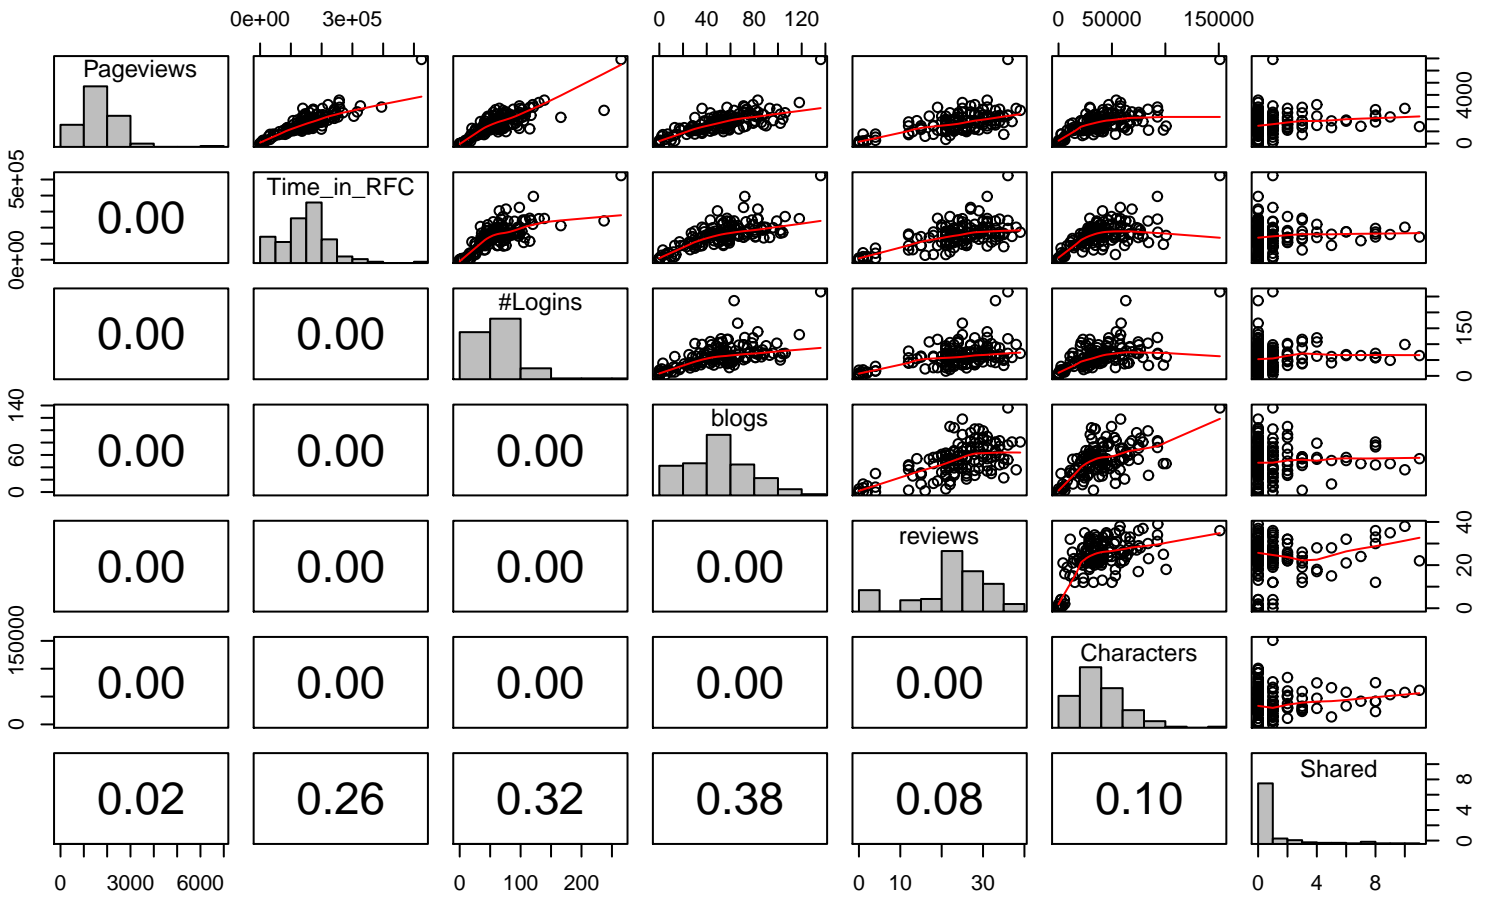 0e+00 3e+05 0 40 80 120 0 50000 150000
Pageviews
0 4000
0e+00 5e+05
0.00
Time_in_RFC
0.00 0.00
#Logins
0 150
0 60 140
0.00 0.00 0.00
blogs
0.00 0.00 0.00 0.00
reviews
0 20 40
0 150000
0.00 0.00 0.00 0.00 0.00
Characters
0.02 0.26 0.32 0.38 0.08 0.10
Shared
0 4 8
0 3000 6000 0 100 200 0 10 30 0 4 8